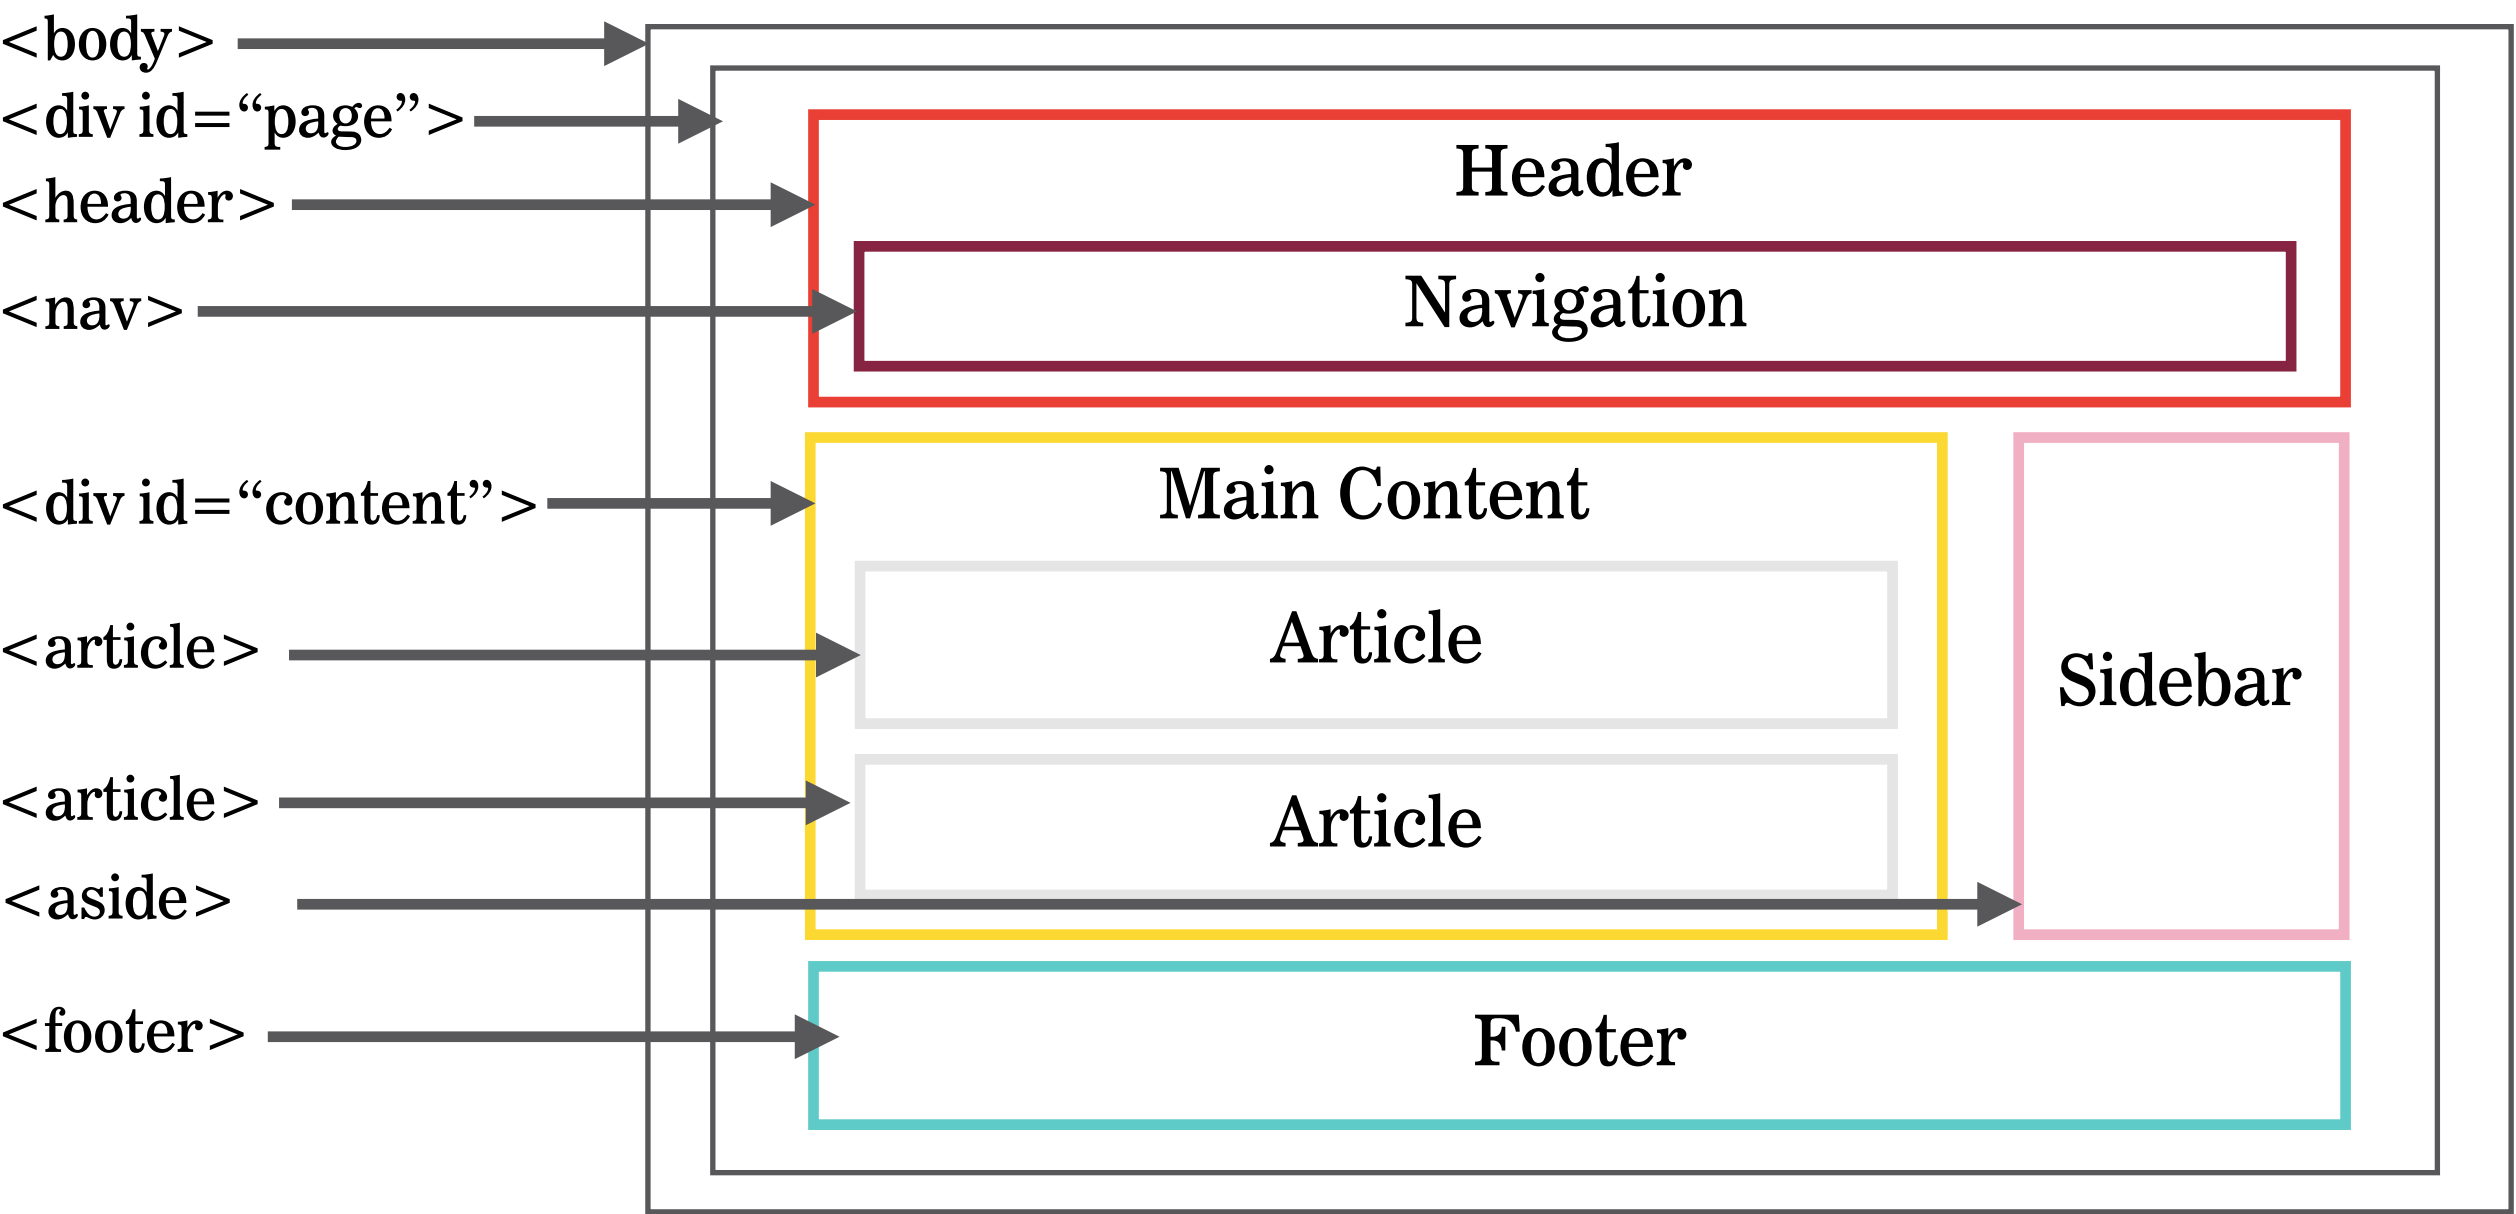 <body>
<div id=“page”>
<header>
Header
<nav>
Navigation
<div id=“content”>
Main Content
<article>
Article
Sidebar
<article>
Article
<aside>
<footer>
Footer